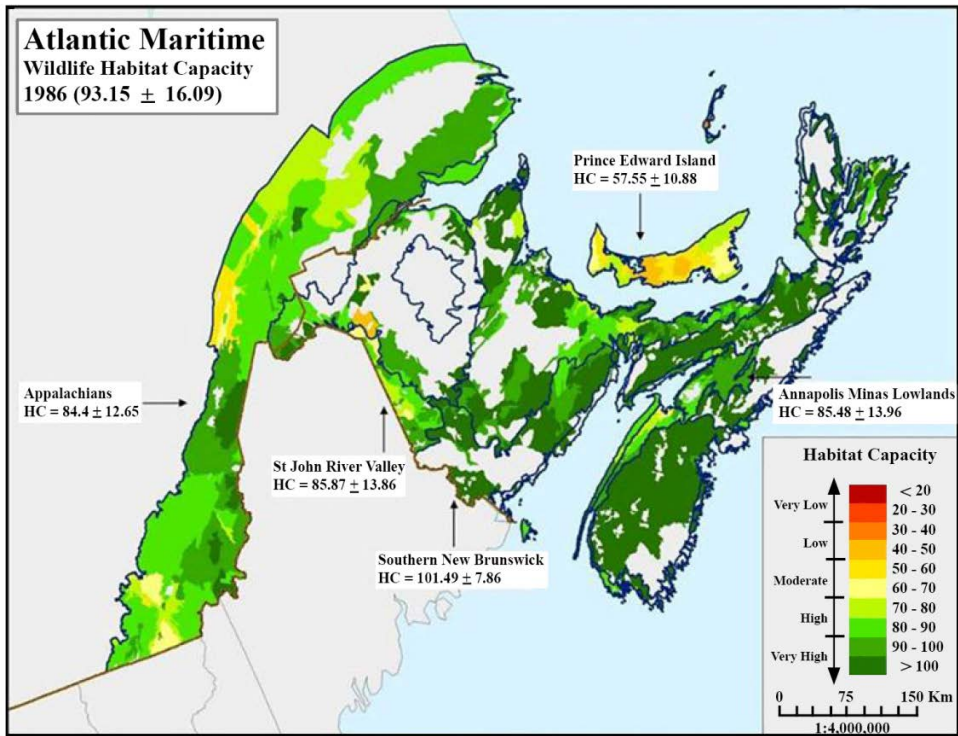 Atlantic Maritime
Wildlife Habitat Capacity
1986 (93.15 ± 16.09)
Prince Edward Island
HC = 57.55 ± 10.88
Appalachians
HC = 84.4 ± 12.65
Annapolis Minas Lowlands
HC = 85.48 ± 13.96
St John River Valley
HC = 85.87 ± 13.86
Southern New Brunswick
HC = 101.49 ± 7.86
Habitat Capacity
Very Low
Low
Moderate
High
Very High
< 20
20 - 30
30 - 40
40 - 50
50 - 60
60 - 70
70 - 80
80 - 90
90 - 100
> 100
0 75 150 Km
1:4,000,000